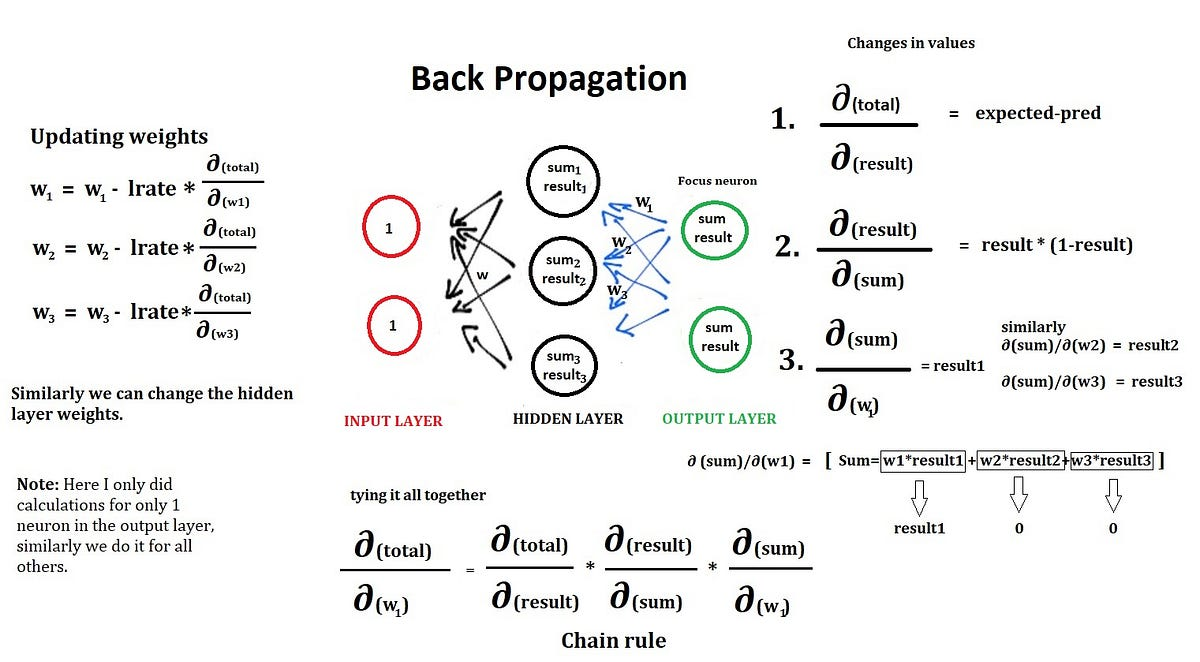 Back Propagation
Updating weights
w₁ = w₁ - lrate * ∂(total)/∂(w1)
w₂ = w₂ - lrate * ∂(total)/∂(w2)
w₃ = w₃ - lrate * ∂(total)/∂(w3)
Similarly we can change the hidden
layer weights.
Note: Here I only did
calculations for only 1
neuron in the output layer,
similarly we do it for all
others.
1
1
INPUT LAYER
w
sum₁
result₁
sum₂
result₂
sum₃
result₃
HIDDEN LAYER
W₁
W₂
W₃
Focus neuron
sum
result
sum
result
OUTPUT LAYER
Changes in values
1. ∂(total)/∂(result) = expected-pred
2. ∂(result)/∂(sum) = result * (1-result)
3. ∂(sum)/∂(w₁) = result1
similarly
∂(sum)/∂(w2) = result2
∂(sum)/∂(w3) = result3
∂ (sum)/∂(w1) = [ Sum=w1*result1+w2*result2+w3*result3 ]
result1 0 0
tying it all together
∂(total)/∂(w₁) = ∂(total)/∂(result) * ∂(result)/∂(sum) * ∂(sum)/∂(w₁)
Chain rule